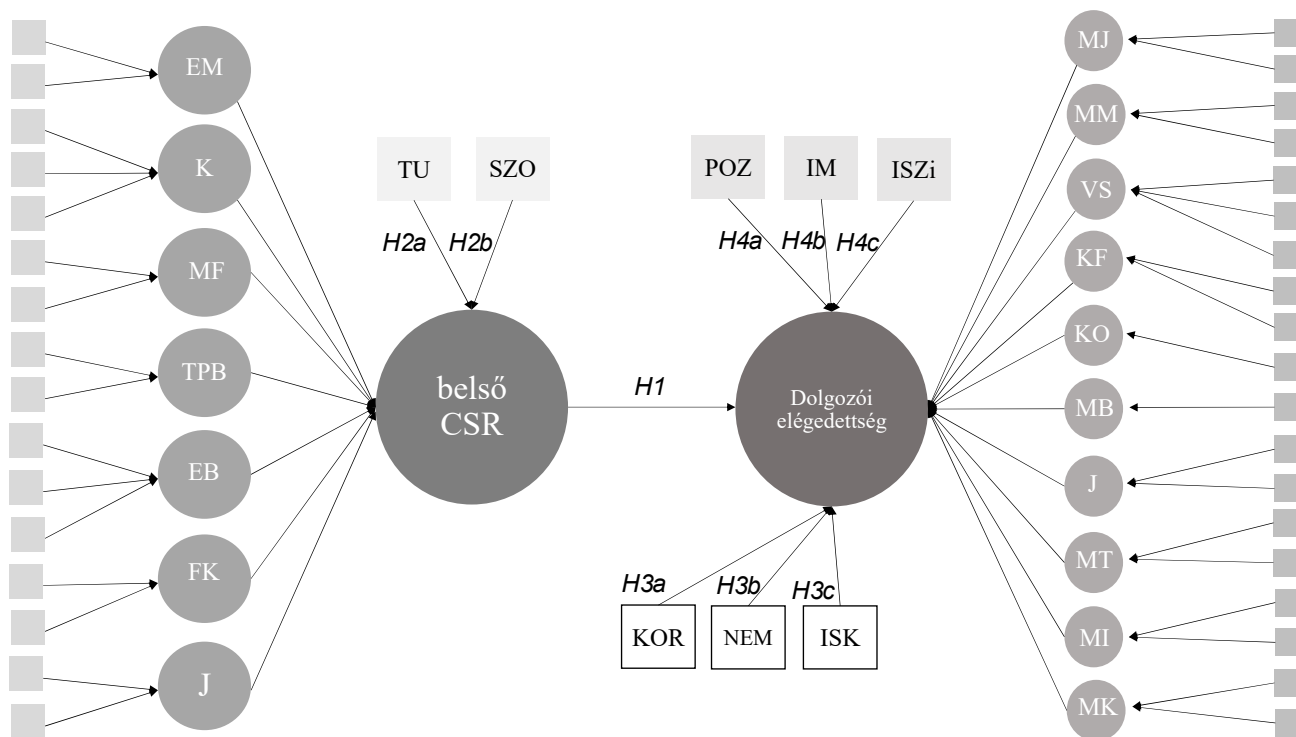 EM
K
MF
TPB
EB
FK
J
TU
SZO
H2a
H2b
belső
CSR
H1
POZ
IM
ISZi
H4a
H4b
H4c
Dolgozói
elégedettség
H3a
H3b
H3c
KOR
NEM
ISK
MJ
MM
VS
KF
KO
MB
J
MT
MI
MK